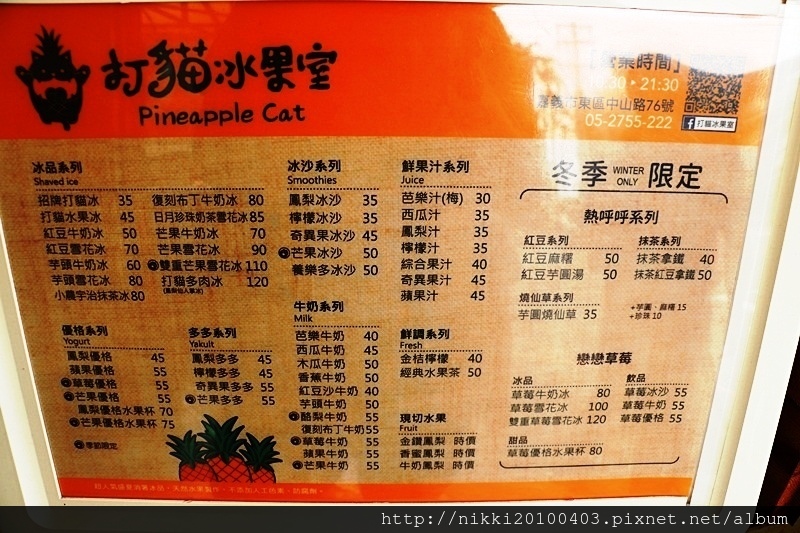 打貓冰果室
Pineapple Cat
業時間」
30 ▸ 21:30
嘉義市東區中山路76號
05-2755-222
f 打貓冰果室
冰品系列
Shaved ice
招牌打貓冰 35
打貓水果冰 45
紅豆牛奶冰 50
紅豆雪花冰 70
芋頭牛奶冰 60
芋頭雪花冰 80
小農宇治抹茶冰 80
復刻布丁牛奶冰 80
日月珍珠奶茶雪花冰 85
芒果牛奶冰 70
芒果雪花冰 90
雙重芒果雪花冰 110
打貓多肉冰 120
冰沙系列
Smoothies
鳳梨冰沙 35
檸檬冰沙 35
奇異果冰沙 45
芒果冰沙 50
養樂多冰沙 50
鮮果汁系列
Juice
芭樂汁(梅) 30
西瓜汁 35
鳳梨汁 35
檸檬汁 35
綜合果汁 40
奇異果汁 45
蘋果汁 45
優格系列
Yogurt
鳳梨優格 45
蘋果優格 55
草莓優格 55
芒果優格 55
鳳梨優格水果杯 70
芒果優格水果杯 75
季節限定
多多系列
Yakult
鳳梨多多 45
檸檬多多 45
奇異果多多 55
芒果多多 55
牛奶系列
Milk
芭樂牛奶 40
西瓜牛奶 45
木瓜牛奶 50
香蕉牛奶 50
紅豆沙牛奶 40
芋頭牛奶 50
酪梨牛奶 55
復刻布丁牛奶 55
草莓牛奶 55
蘋果牛奶 55
芒果牛奶 55
鮮調系列
Fresh
金桔檸檬 40
經典水果茶 50
現切水果
Fruit
金鑽鳳梨 時價
香蜜鳳梨 時價
牛奶鳳梨 時價
冬季 WINTER ONLY 限定
熱呼呼系列
紅豆系列
紅豆麻糬 50
紅豆芋圓湯 50
抹茶系列
抹茶拿鐵 40
抹茶紅豆拿鐵 50
燒仙草系列
芋圓燒仙草 35
+芋圓、麻糬 15
+珍珠 10
戀戀草莓
冰品
草莓牛奶冰 80
草莓雪花冰 100
雙重草莓雪花冰 120
飲品
草莓冰沙 55
草莓牛奶 55
草莓優格 55
甜品
草莓優格水果杯 80
http://nikki20100403.pixnet.net/album